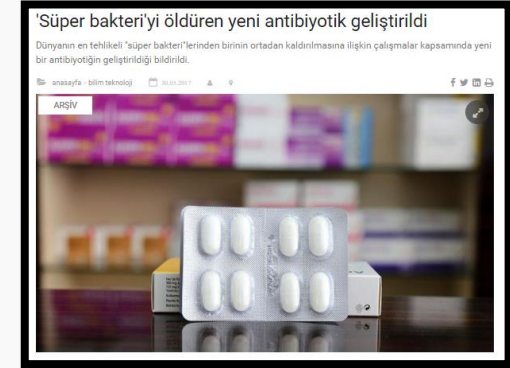 'Süper bakteri'yi öldüren yeni antibiyotik geliştirildi
Dünyanın en tehlikeli "süper bakteri"lerinden birinin ortadan kaldırılmasına ilişkin çalışmalar kapsamında yeni
bir antibiyotiğin geliştirildiği bildirildi.
anasayfa - bilim teknoloji
ARŞİV